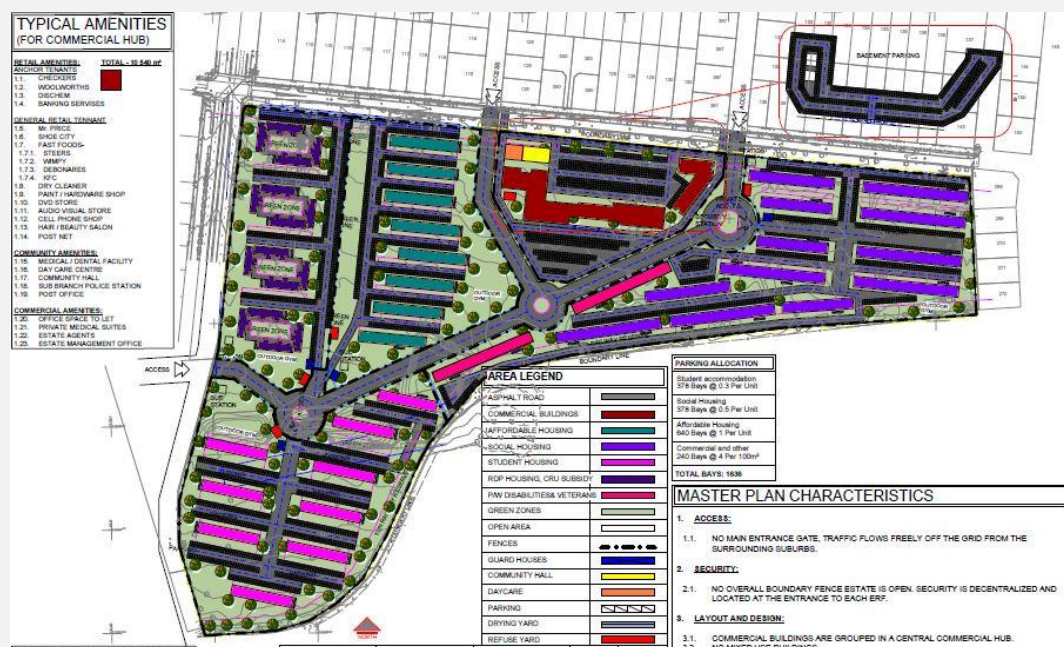 TYPICAL AMENITIES
(FOR COMMERCIAL HUB)
RETAIL AMENITIES: TOTAL - 10 540 m²
ANCHOR TENANTS
1.1. CHECKERS
1.2. WOOLWORTHS
1.3. DISCHEM
1.4. BANKING SERVISES
GENERAL RETAIL TENNANT
1.5. Mr. PRICE
1.6. SHOE CITY
1.7. FAST FOODS-
1.7.1. STEERS
1.7.2. WIMPY
1.7.3. DEBONARES
1.7.4. KFC
1.8. DRY CLEANER
1.9. PAINT / HARDWARE SHOP
1.10. DVD STORE
1.11. AUDIO VISUAL STORE
1.12. CELL PHONE SHOP
1.13. HAIR / BEAUTY SALON
1.14. POST NET
COMMUNITY AMENITIES:
1.15. MEDICAL / DENTAL FACILITY
1.16. DAY CARE CENTRE
1.17. COMMUNITY HALL
1.18. SUB BRANCH POLICE STATION
1.19. POST OFFICE
COMMERCIAL AMENITIES:
1.20. OFFICE SPACE TO LET
1.21. PRIVATE MEDICAL SUITES
1.22. ESTATE AGENTS
1.23. ESTATE MANAGEMENT OFFICE
ACCESS
ACCESS
BASEMENT PARKING
BOUNDARY LINE
REEN ZONE
REEN ZONE
REEN ZONE
OUTDOOR GYM
OUTDOOR GYM
OUTDOOR GYM
ACCESS
SUB STATION
OUTDOOR GYM
BOUNDARY LINE
NORTH
AREA LEGEND
ASPHALT ROAD
COMMERCIAL BUILDINGS
AFFORDABLE HOUSING
SOCIAL HOUSING
STUDENT HOUSING
RDP HOUSING, CRU SUBSIDY
P/W DISABILITIES& VETERANS
GREEN ZONES
OPEN AREA
FENCES
GUARD HOUSES
COMMUNITY HALL
DAYCARE
PARKING
DRYING YARD
REFUSE YARD
PARKING ALLOCATION
Student accommodation
378 Bays @ 0.3 Per Unit
Social Housing
378 Bays @ 0.5 Per Unit
Affordable Housing
640 Bays @ 1 Per Unit
Commercial and other
240 Bays @ 4 Per 100m²
TOTAL BAYS: 1636
MASTER PLAN CHARACTERISTICS
1. ACCESS:
1.1. NO MAIN ENTRANCE GATE, TRAFFIC FLOWS FREELY OFF THE GRID FROM THE
SURROUNDING SUBURBS.
2. SECURITY:
2.1. NO OVERALL BOUNDARY FENCE ESTATE IS OPEN. SECURITY IS DECENTRALIZED AND
LOCATED AT THE ENTRANCE TO EACH ERF.
3. LAYOUT AND DESIGN:
3.1. COMMERCIAL BUILDINGS ARE GROUPED IN A CENTRAL COMMERCIAL HUB.